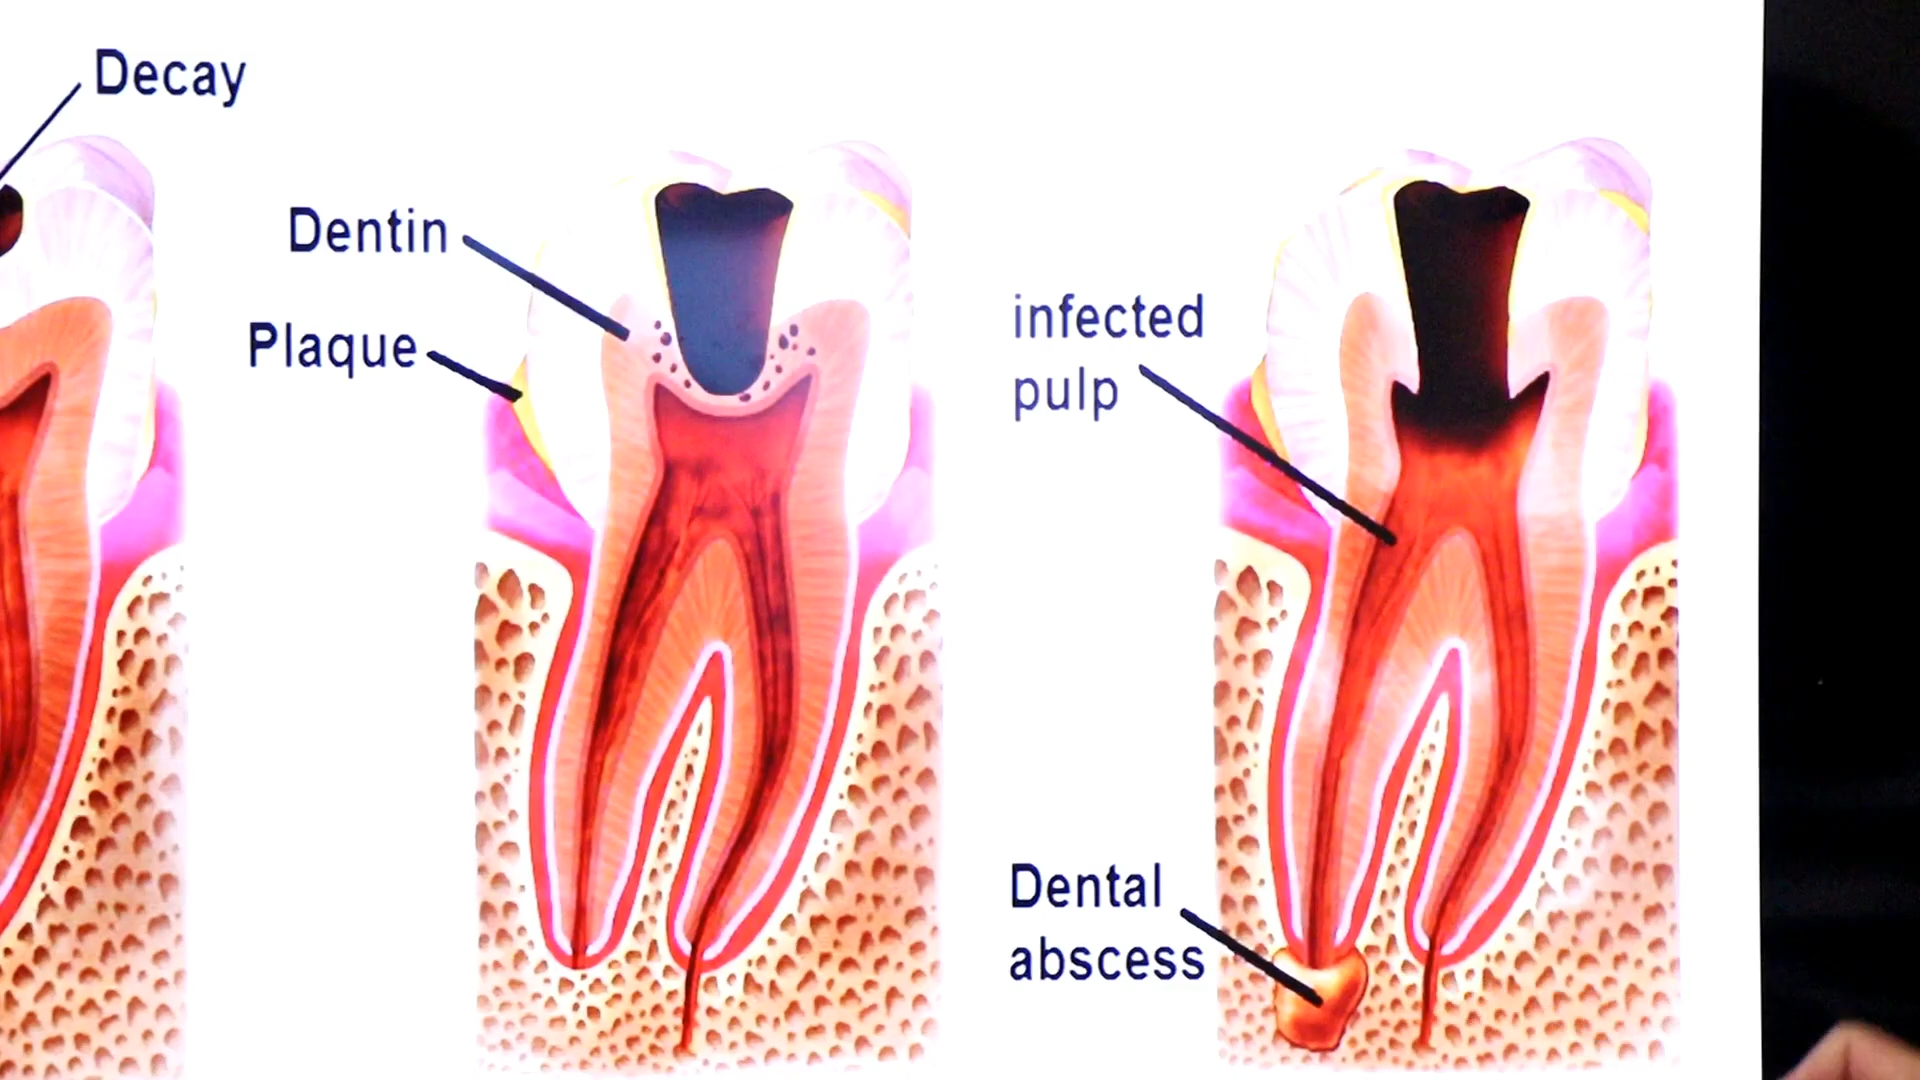 Decay
Dentin
Plaque
infected
pulp
Dental
abscess